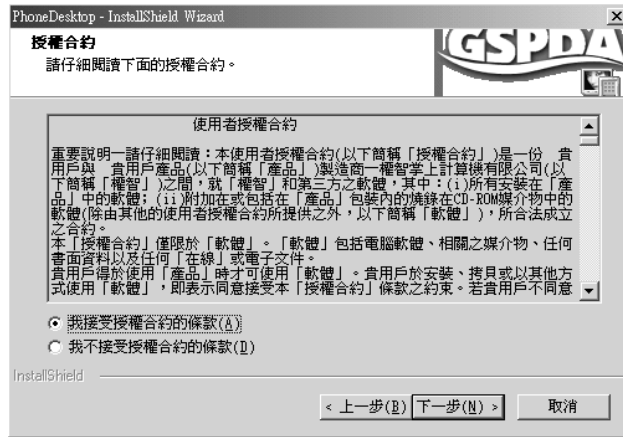 PhoneDesktop - InstallShield Wizard
授權合約
請仔細閱讀下面的授權合約。
GSPDA
使用者授權合約
重要說明—請仔細閱讀：本使用者授權合約(以下簡稱「授權合約」)是一份　貴
用戶與　貴用戶產品(以下簡稱「產品」)製造商—權智掌上計算機有限公司(以
下簡稱「權智」)之間，就「權智」和第三方之軟體，其中：(i)所有安裝在「產
品」中的軟體; (ii)附加在或包括在「產品」包裝內的燒錄在CD-ROM媒介物中的
軟體(除由其他的使用者授權合約所提供之外，以下簡稱「軟體」)，所合法成立
之合約。
本「授權合約」僅限於「軟體」。「軟體」包括電腦軟體、相關之媒介物、任何
書面資料以及任何「在線」或電子文件。
貴用戶得於使用「產品」時才可使用「軟體」。貴用戶於安裝、拷貝或以其他方
式使用「軟體」，即表示同意接受本「授權合約」條款之約束。若貴用戶不同意
我接受授權合約的條款(A)
我不接受授權合約的條款(D)
InstallShield
< 上一步(B) 下一步(N) > 取消